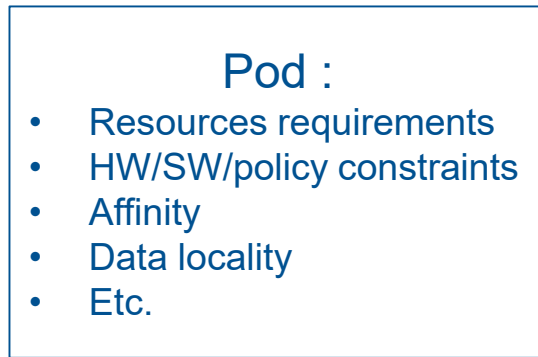 Pod :
• Resources requirements
• HW/SW/policy constraints
• Affinity
• Data locality
• Etc.